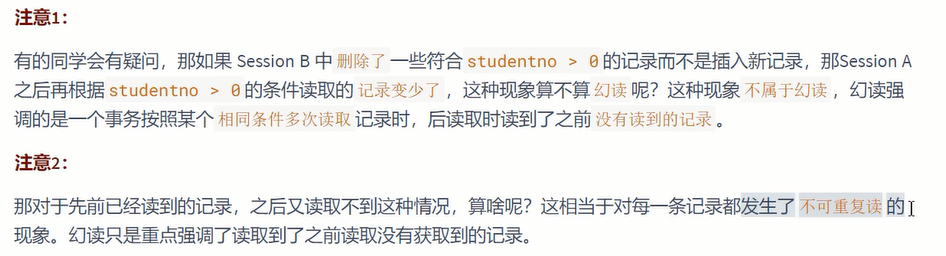 注意1：
有的同学会有疑问，那如果 Session B 中 删除了 一些符合 studentno > 0 的记录而不是插入新记录，那Session A
之后再根据 studentno > 0 的条件读取的 记录变少了 ，这种现象算不算 幻读 呢？这种现象 不属于幻读 ，幻读强
调的是一个事务按照某个 相同条件多次读取 记录时，后读取时读到了之前 没有读到的记录 。
注意2：
那对于先前已经读到的记录，之后又读取不到这种情况，算啥呢？这相当于对每一条记录都发生了 不可重复读 的
现象。幻读只是重点强调了读取到了之前读取没有获取到的记录。